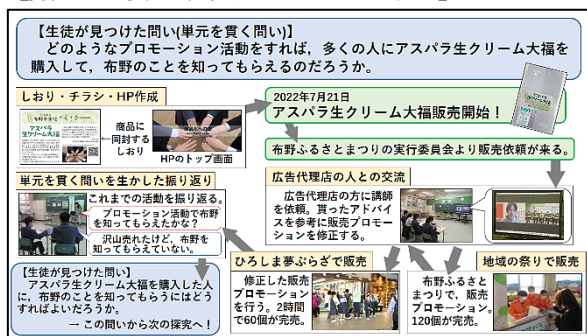 【生徒が見つけた問い(単元を貫く問い)】
どのようなプロモーション活動をすれば，多くの人にアスパラ生クリーム大福を
購入して，布野のことを知ってもらえるのだろうか。
しおり・チラシ・HP作成
アスパラ
生クリーム大福
商品に
同封する
しおり
HPのトップ画面
2022年7月21日
アスパラ生クリーム大福販売開始！
布野ふるさとまつりの実行委員会より販売依頼が来る。
単元を貫く問いを生かした振り返り
これまでの活動を振り返る。
プロモーション活動で布野
を知ってもらえたかな？
沢山売れたけど，布野を
知ってもらえていない。
広告代理店の人との交流
広告代理店の方に講師
を依頼。貰ったアドバイ
スを参考に販売プロモー
ションを修正する。
ひろしま夢ぷらざで販売
修正した販売
プロモーション
を行う。2時間
で60個が完売。
地域の祭りで販売
布野ふるさと
まつりで，販売プ
ロモーション。
120個が完売。
【生徒が見つけた問い】
アスパラ生クリーム大福を購入した人
に，布野のことを知ってもらうにはどう
すればよいだろうか。
→ この問いから次の探究へ！